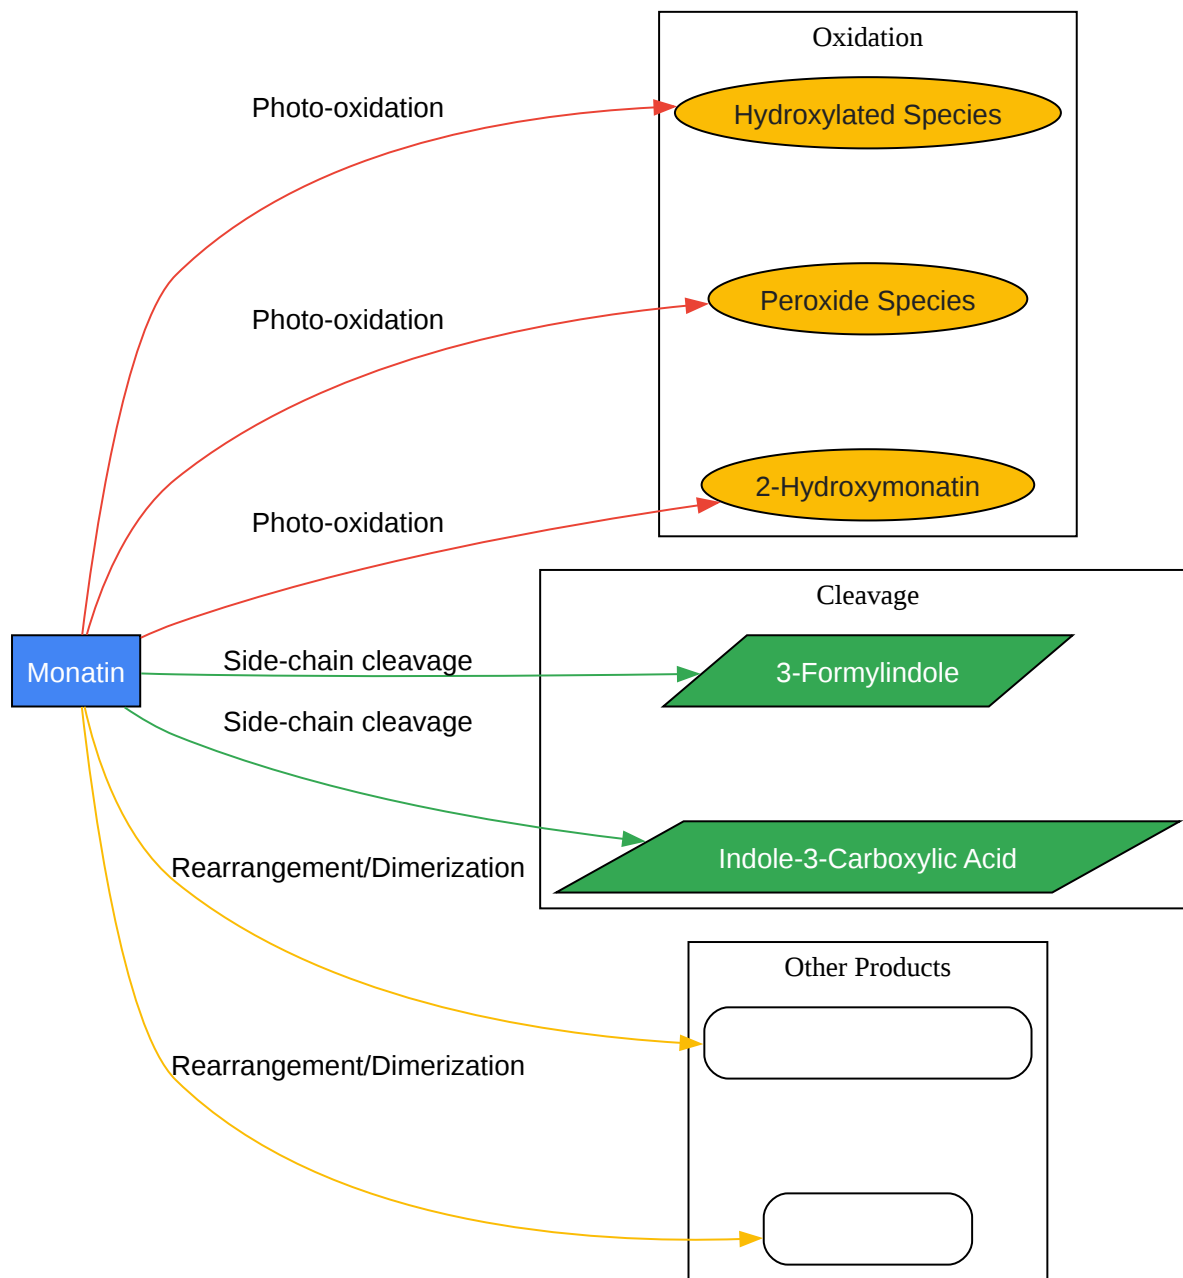 Oxidation
Photo-oxidation
Hydroxylated Species
Photo-oxidation
Peroxide Species
Photo-oxidation
2-Hydroxymonatin
Cleavage
Monatin
Side-chain cleavage
3-Formylindole
Side-chain cleavage
Indole-3-Carboxylic Acid
Rearrangement/Dimerization
Other Products
Rearrangement/Dimerization